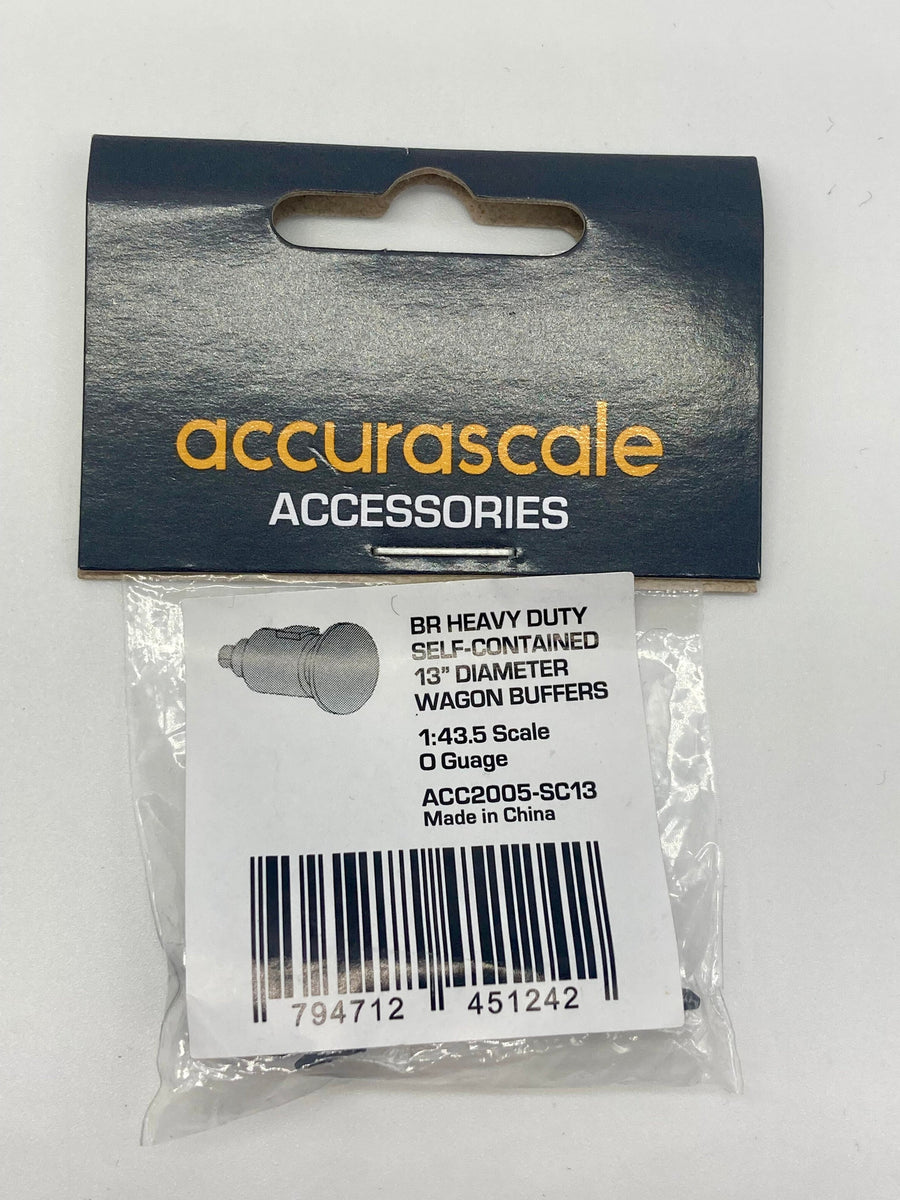 accurascale
ACCESSORIES
BR HEAVY DUTY
SELF-CONTAINED
13" DIAMETER
WAGON BUFFERS
1:43.5 Scale
O Guage
ACC2005-SC13
Made in China
794712 451242